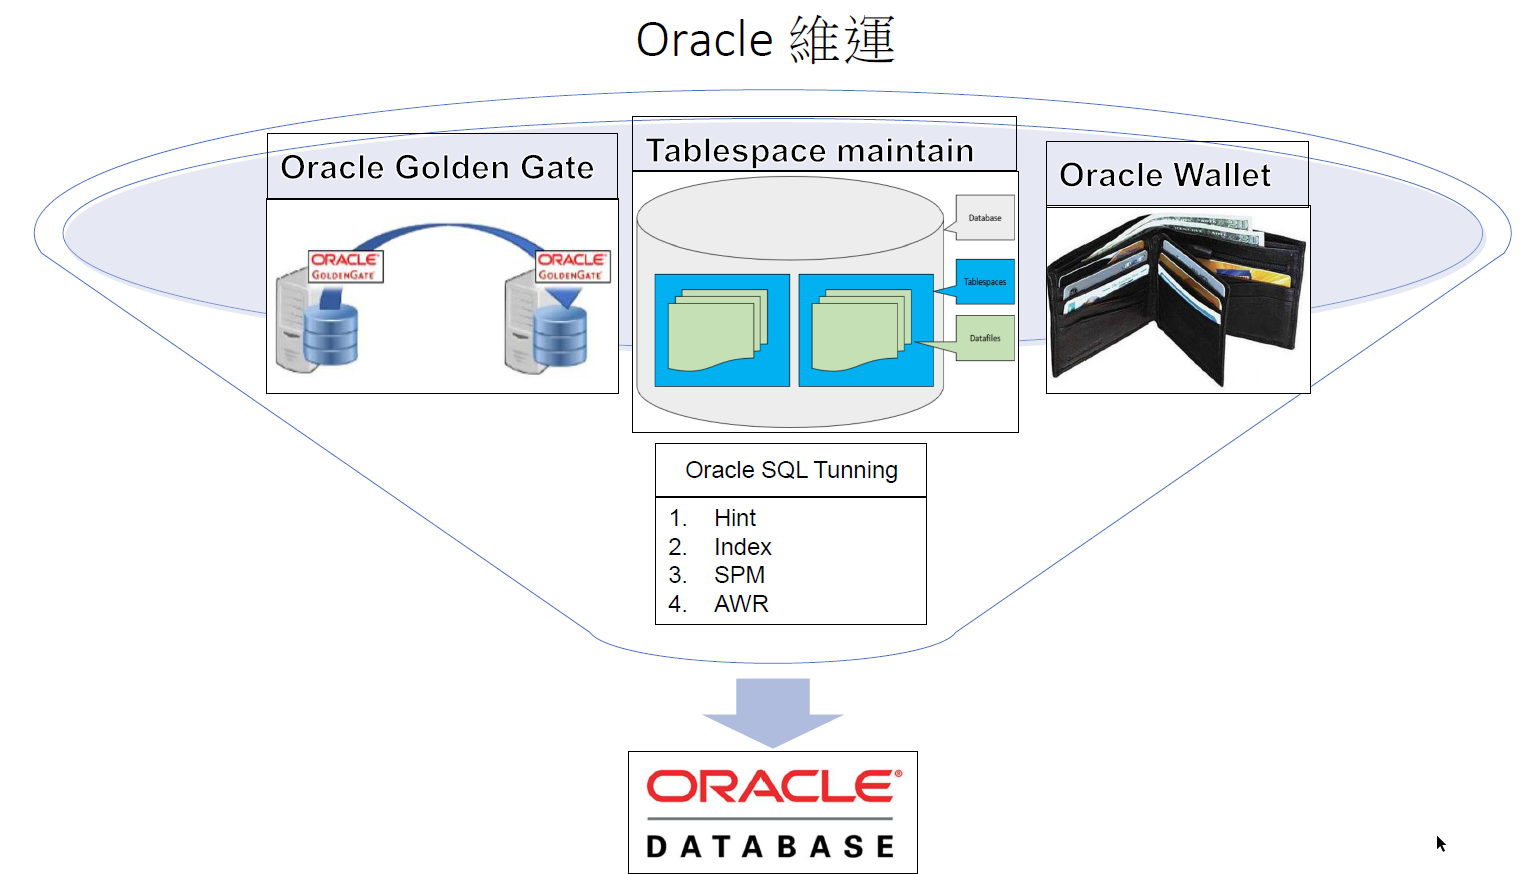 Oracle 維運
Oracle Golden Gate
Tablespace maintain
Oracle Wallet
ORACLE®
GOLDENGATE
ORACLE®
GOLDENGATE
Database
Tablespaces
Datafiles
Oracle SQL Tunning
1. Hint
2. Index
3. SPM
4. AWR
ORACLE®
DATABASE